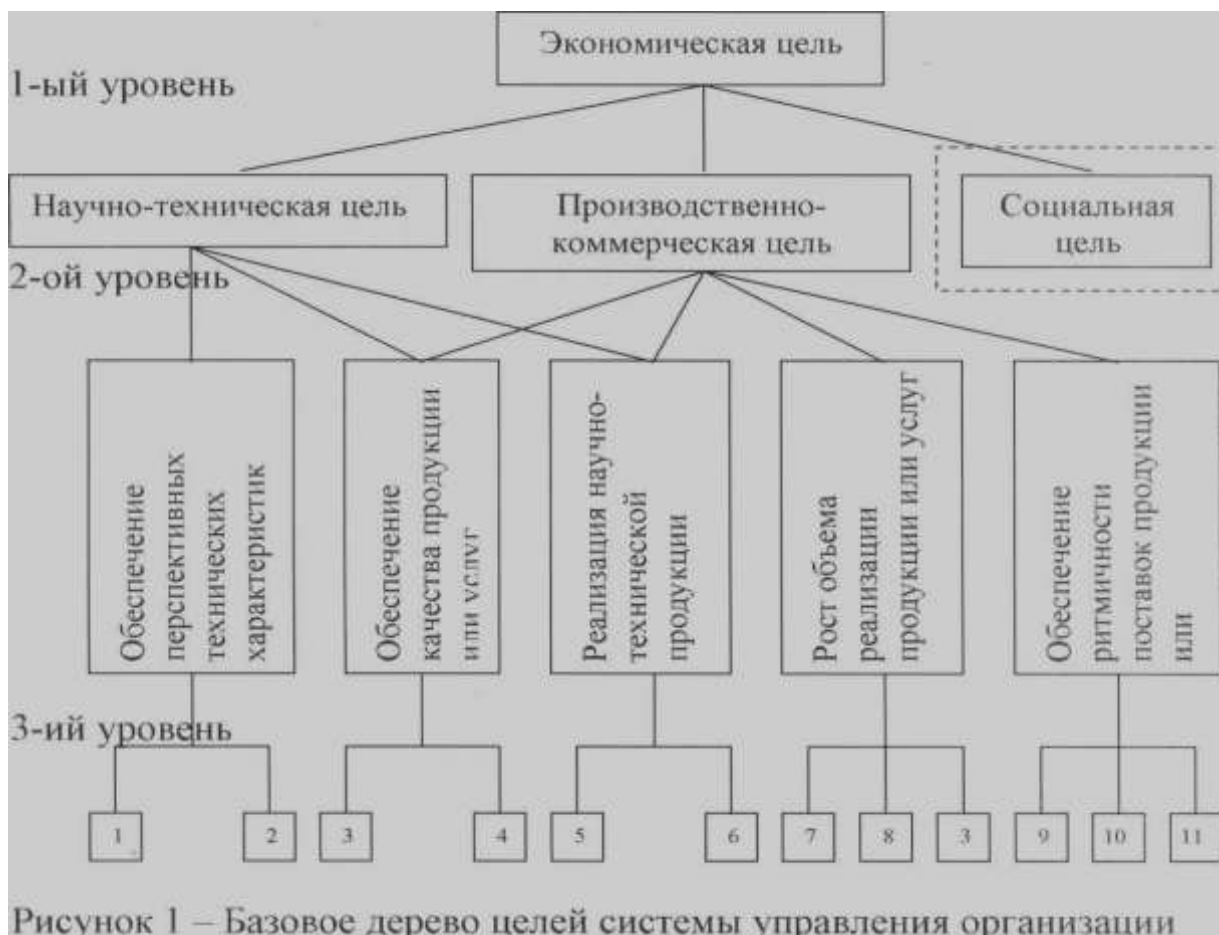 Экономическая цель
1-ый уровень
Научно-техническая цель
Производственно-
коммерческая цель
Социальная
цель
2-ой уровень
Обеспечение
перспективных
технических
характеристик
Обеспечение
качества продукции
или услуг
Реализация научно-
технической
продукции
Рост объема
реализации
продукции или услуг
Обеспечение
ритмичности
поставок продукции
или
3-ий уровень
1
2
3
4
5
6
7
8
3
9
10
11
Рисунок 1 – Базовое дерево целей системы управления организации